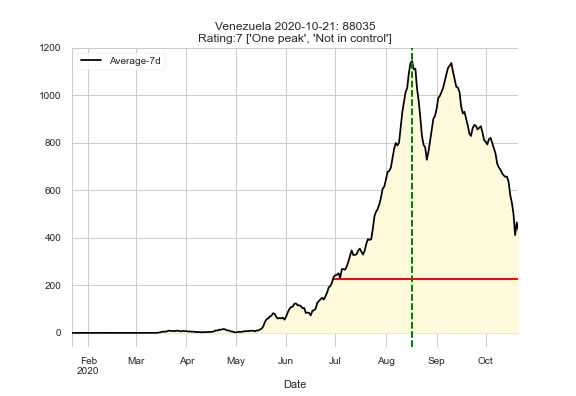 Venezuela 2020-10-21: 88035
Rating:7 ['One peak', 'Not in control']
Average-7d
1200
1000
800
600
400
200
0
Feb Mar Apr May Jun Jul Aug Sep Oct
2020
Date